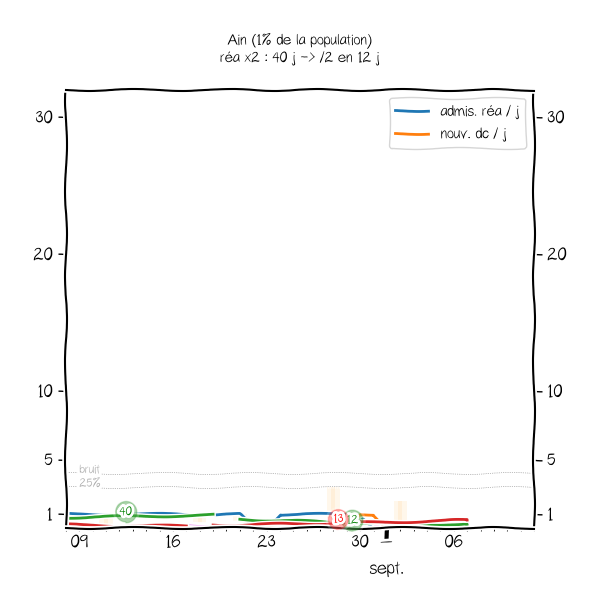 Ain (1% de la population)
réa x2 : 40 j -> /2 en 12 j
admis. réa / j
nouv. dc / j
30 30
20 20
10 10
5 5
bruit
25%
1 1
40 13 12
09 16 23 30 06
sept.